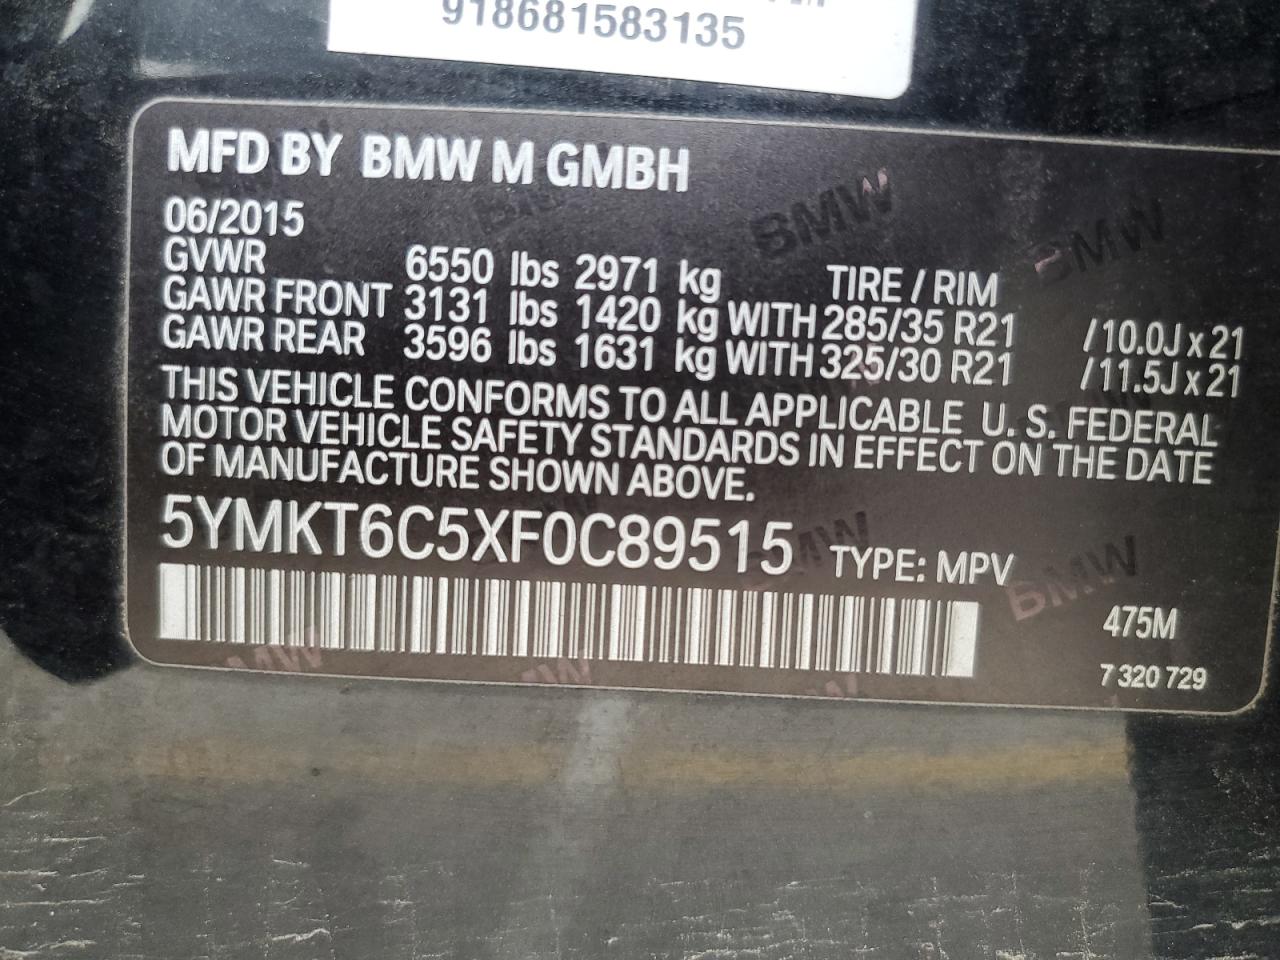 918681583135
MFD BY BMW M GMBH
06/2015
GVWR 6550 lbs 2971 kg TIRE / RIM
GAWR FRONT 3131 lbs 1420 kg WITH 285/35 R21 /10.0J x 21
GAWR REAR 3596 lbs 1631 kg WITH 325/30 R21 /11.5J x 21
THIS VEHICLE CONFORMS TO ALL APPLICABLE U. S. FEDERAL
MOTOR VEHICLE SAFETY STANDARDS IN EFFECT ON THE DATE
OF MANUFACTURE SHOWN ABOVE.
5YMKT6C5XF0C89515 TYPE: MPV
475M
7 320 729